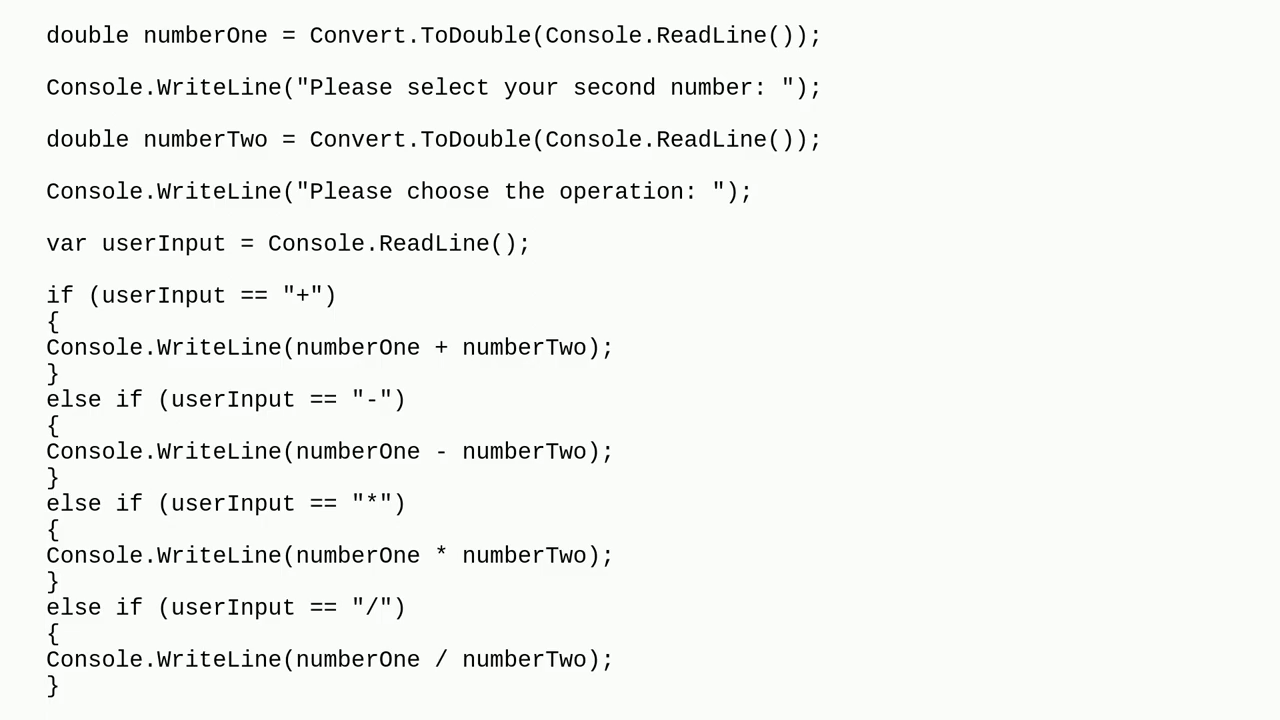 double numberOne = Convert.ToDouble(Console.ReadLine());
Console.WriteLine("Please select your second number: ");
double numberTwo = Convert.ToDouble(Console.ReadLine());
Console.WriteLine("Please choose the operation: ");
var userInput = Console.ReadLine();
if (userInput == "+")
{
Console.WriteLine(numberOne + numberTwo);
}
else if (userInput == "-")
{
Console.WriteLine(numberOne - numberTwo);
}
else if (userInput == "*")
{
Console.WriteLine(numberOne * numberTwo);
}
else if (userInput == "/")
{
Console.WriteLine(numberOne / numberTwo);
}